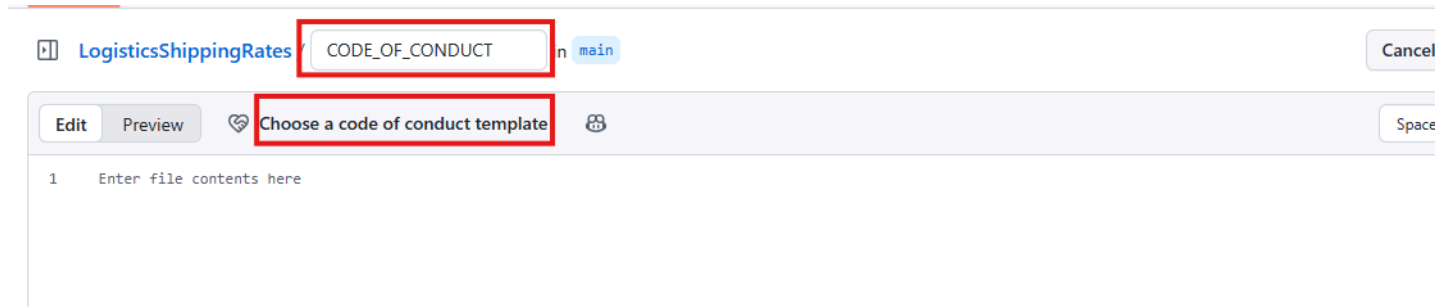 LogisticsShippingRates / CODE_OF_CONDUCT in main Cancel
Edit Preview Choose a code of conduct template Space
1 Enter file contents here